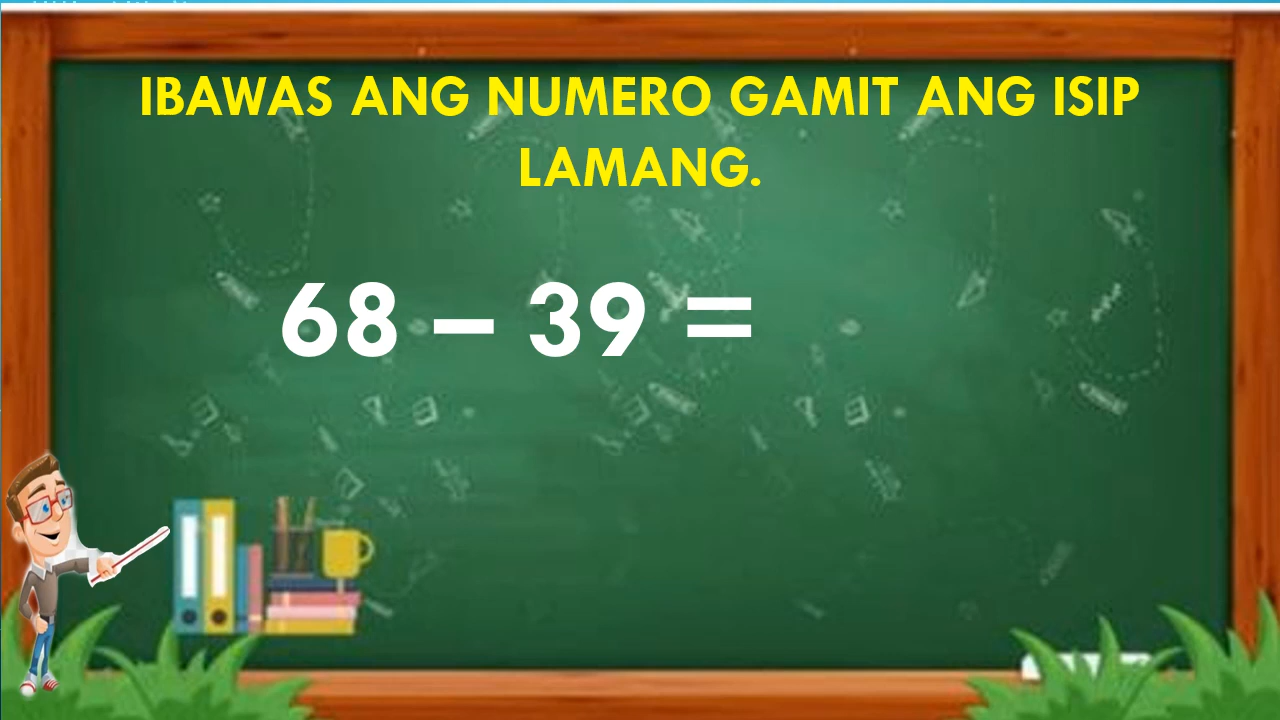 IBAWAS ANG NUMERO GAMIT ANG ISIP
LAMANG.
68 – 39 =